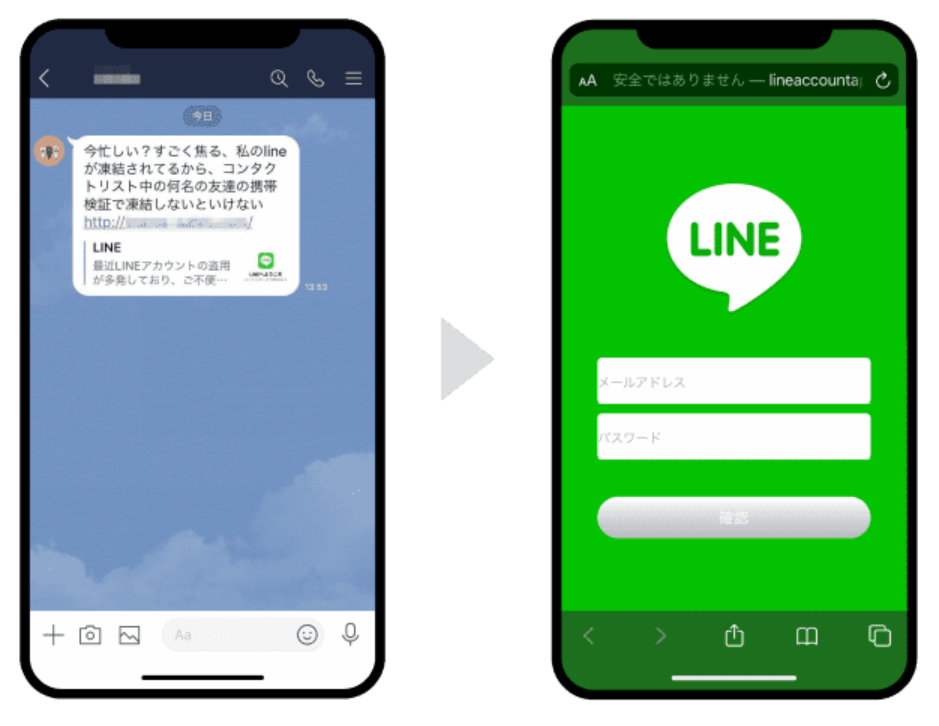 今日
今忙しい？すごく焦る、私のline
が凍結されてるから、コンタク
トリスト中の何名の友達の携帯
検証で凍結しないといけない
http://
LINE
最近LINEアカウントの盗用
が多発しており、ご不便…
13:53
Aa
AA 安全ではありません — lineaccounta
LINE
メールアドレス
パスワード
確認